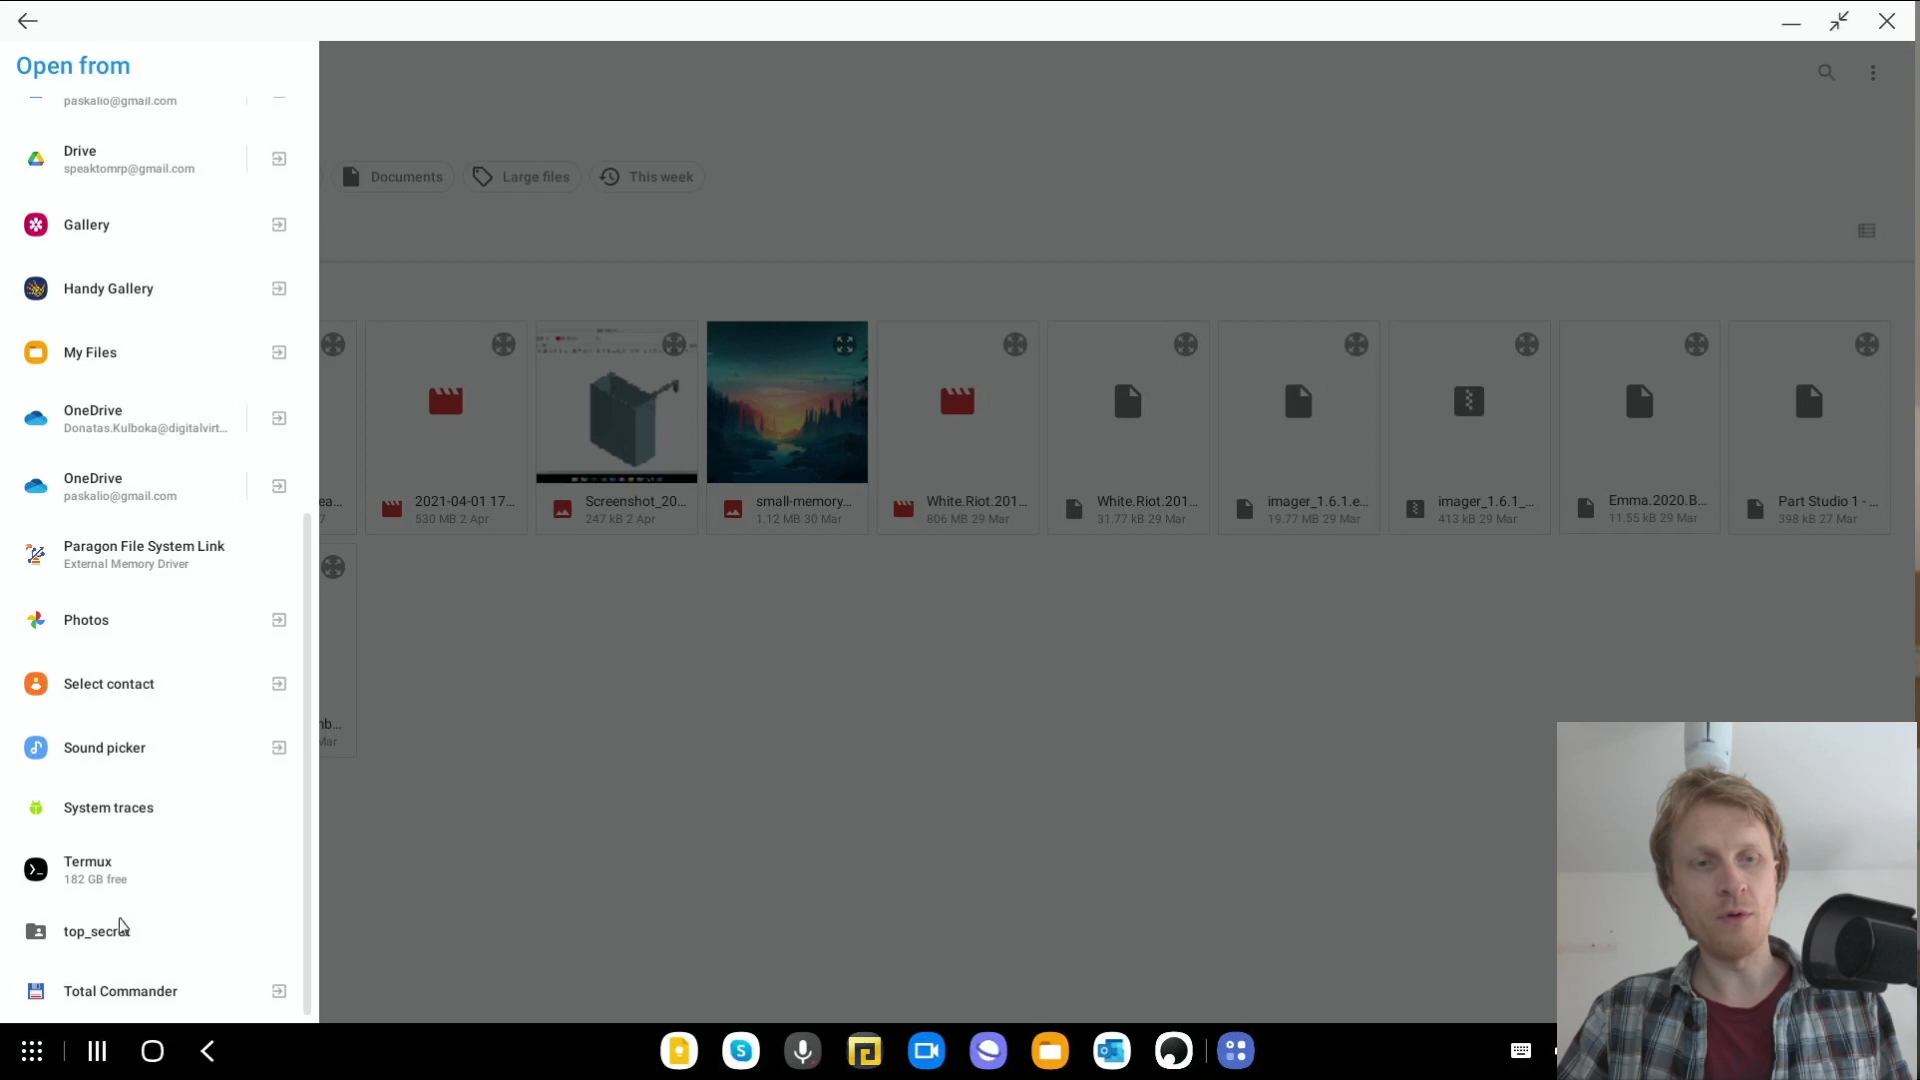 Open from
paskalio@gmail.com
Drive
speaktomrp@gmail.com
Gallery
Handy Gallery
My Files
OneDrive
Donatas.Kulboka@digitalvirt...
OneDrive
paskalio@gmail.com
Paragon File System Link
External Memory Driver
Photos
Select contact
Sound picker
System traces
Termux
182 GB free
top_secret
Total Commander
Documents
Large files
This week
ea...
7
2021-04-01 17...
530 MB 2 Apr
Screenshot_20...
247 kB 2 Apr
small-memory...
1.12 MB 30 Mar
White.Riot.201...
806 MB 29 Mar
White.Riot.201...
31.77 kB 29 Mar
imager_1.6.1.e...
19.77 MB 29 Mar
imager_1.6.1_...
413 kB 29 Mar
Emma.2020.B...
11.55 kB 29 Mar
Part Studio 1 - ...
398 kB 27 Mar
nb...
Mar